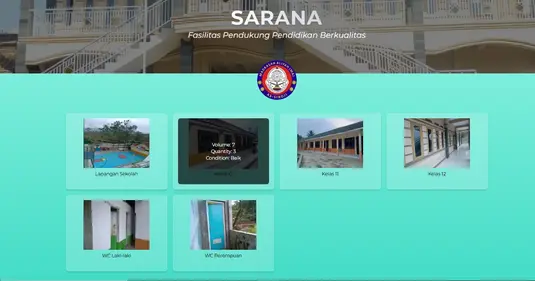 SARANA
Fasilitas Pendukung Pendidikan Berkualitas
Lapangan Sekolah
Volume: 7
Quantity: 3
Condition: Baik
Kelas 11
Kelas 12
WC Laki-laki
WC Perempuan